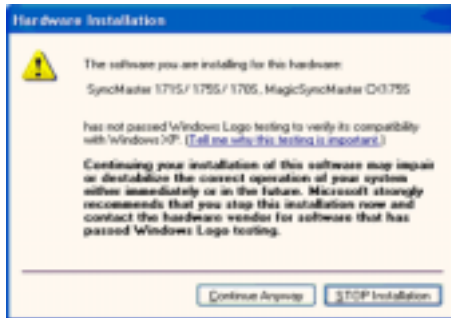 Hardware Installation
The software you are installing for this hardware:
SyncMaster 171S/ 175S/ 170S, MagicSyncMaster CX175S
has not passed Windows Logo testing to verify its compatibility
with Windows XP. (Tell me why this testing is important.)
Continuing your installation of this software may impair
or destabilize the correct operation of your system
either immediately or in the future. Microsoft strongly
recommends that you stop this installation now and
contact the hardware vendor for software that has
passed Windows Logo testing.
Continue Anyway
STOP Installation